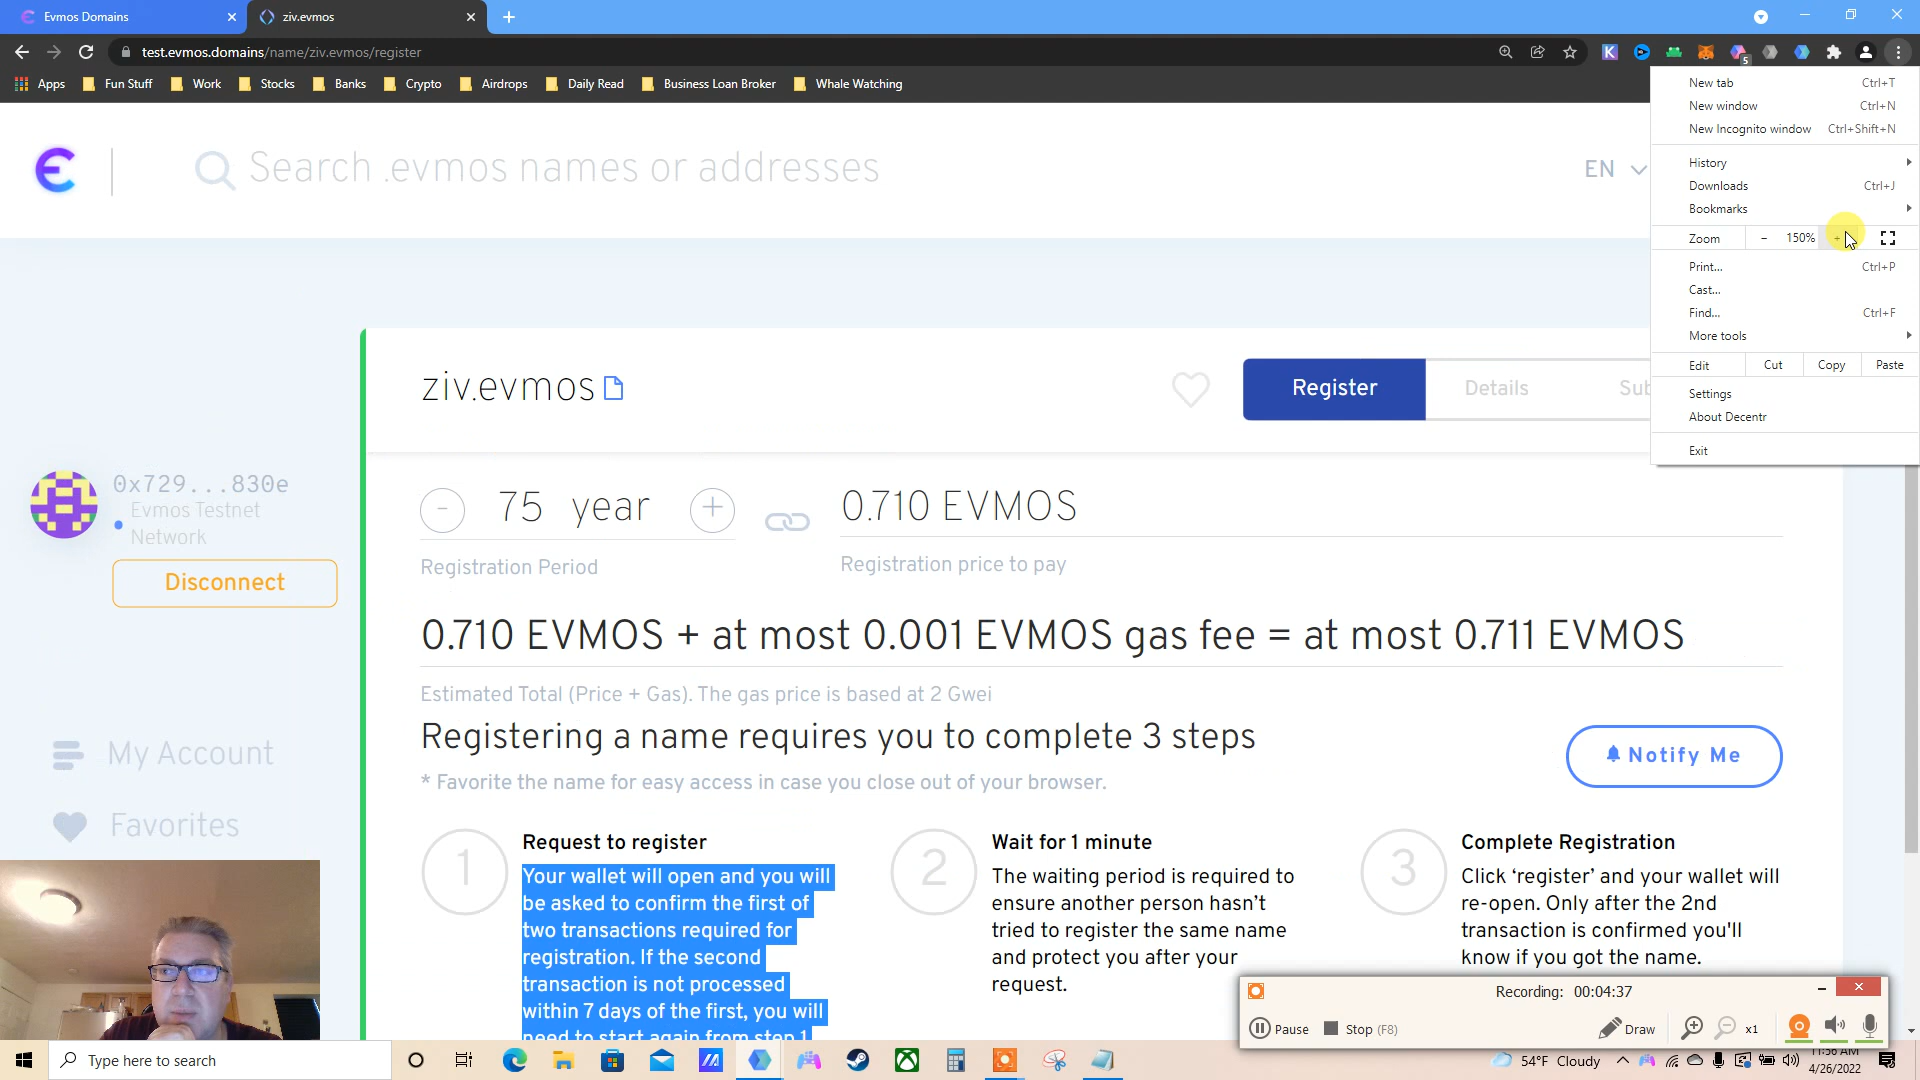 Evmos Domains
ziv.evmos
test.evmos.domains/name/ziv.evmos/register
5
Apps Fun Stuff Work Stocks Banks Crypto Airdrops Daily Read Business Loan Broker Whale Watching
New tab Ctrl+T
New window Ctrl+N
New Incognito window Ctrl+Shift+N
History
Downloads Ctrl+J
Bookmarks
Zoom - 150% +
Print... Ctrl+P
Cast...
Find... Ctrl+F
More tools
Edit Cut Copy Paste
Settings
About Decentr
Exit
Search .evmos names or addresses
EN
ziv.evmos
Register Details Sub
0x729...830e
Evmos Testnet
Network
Disconnect
My Account
Favorites
- 75 year +
Registration Period
0.710 EVMOS
Registration price to pay
0.710 EVMOS + at most 0.001 EVMOS gas fee = at most 0.711 EVMOS
Estimated Total (Price + Gas). The gas price is based at 2 Gwei
Registering a name requires you to complete 3 steps
* Favorite the name for easy access in case you close out of your browser.
Notify Me
1
Request to register
Your wallet will open and you will
be asked to confirm the first of
two transactions required for
registration. If the second
transaction is not processed
within 7 days of the first, you will
need to start again from step 1.
2
Wait for 1 minute
The waiting period is required to
ensure another person hasn't
tried to register the same name
and protect you after your
request.
3
Complete Registration
Click ‘register’ and your wallet will
re-open. Only after the 2nd
transaction is confirmed you'll
know if you got the name.
Recording: 00:04:37
Pause Stop (F8) Draw x1
Type here to search
54°F Cloudy
11:56 AM
4/26/2022